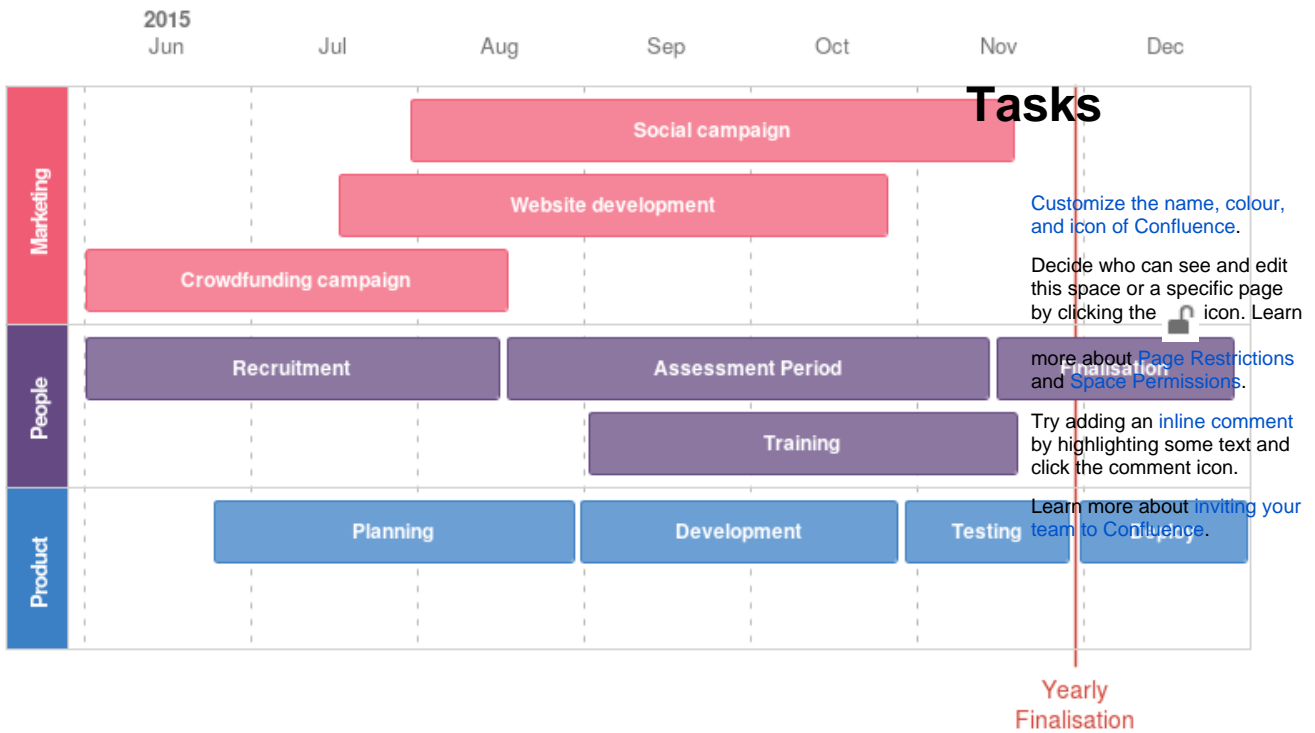 2015
Jun Jul Aug Sep Oct Nov Dec
Tasks
Marketing
Social campaign
Website development
Crowdfunding campaign
People
Recruitment
Assessment Period
Finalisation
Training
Product
Planning
Development
Testing
Deploy
Customize the name, colour,
and icon of Confluence.
Decide who can see and edit
this space or a specific page
by clicking the icon. Learn
more about Page Restrictions
and Space Permissions.
Try adding an inline comment
by highlighting some text and
click the comment icon.
Learn more about inviting your
team to Confluence.
Yearly
Finalisation